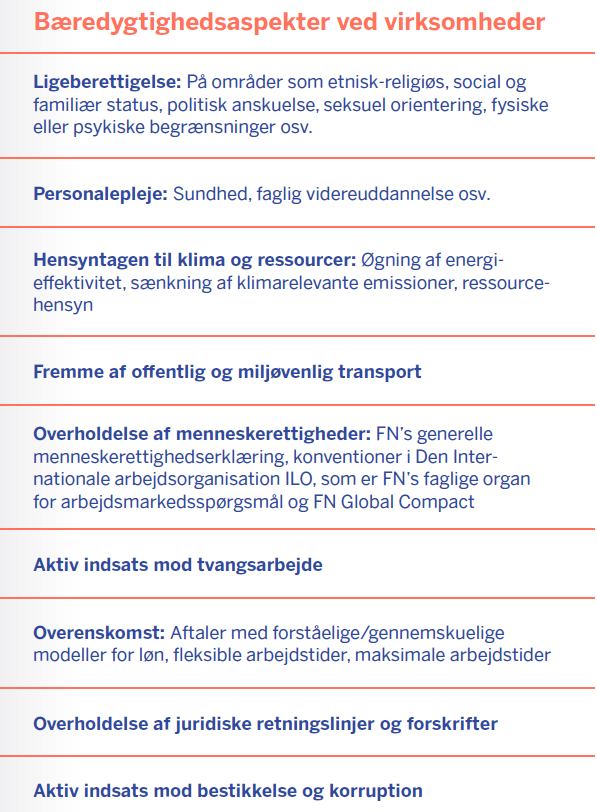 Bæredygtighedsaspekter ved virksomheder
Ligeberettigelse: På områder som etnisk-religiøs, social og
familiær status, politisk anskuelse, seksuel orientering, fysiske
eller psykiske begrænsninger osv.
Personalepleje: Sundhed, faglig videreuddannelse osv.
Hensyntagen til klima og ressourcer: Øgning af energi-
effektivitet, sænkning af klimarelevante emissioner, ressource-
hensyn
Fremme af offentlig og miljøvenlig transport
Overholdelse af menneskerettigheder: FN's generelle
menneskerettighedserklæring, konventioner i Den Inter-
nationale arbejdsorganisation ILO, som er FN's faglige organ
for arbejdsmarkedsspørgsmål og FN Global Compact
Aktiv indsats mod tvangsarbejde
Overenskomst: Aftaler med forståelige/gennemskuelige
modeller for løn, fleksible arbejdstider, maksimale arbejdstider
Overholdelse af juridiske retningslinjer og forskrifter
Aktiv indsats mod bestikkelse og korruption